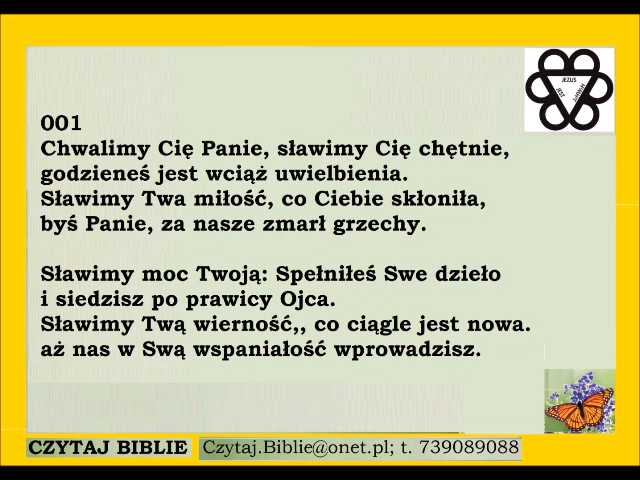 JEZUS
JEST
001
Chwalimy Cię Panie, sławimy Cię chętnie,
godzieneś jest wciąż uwielbienia.
Sławimy Twa miłość, co Ciebie skłoniła,
byś Panie, za nasze zmarł grzechy.
Sławimy moc Twoją: Spełniłeś Swe dzieło
i siedzisz po prawicy Ojca.
Sławimy Twą wierność,, co ciągle jest nowa.
aż nas w Swą wspaniałość wprowadzisz.
CZYTAJ BIBLIE Czytaj.Biblie@onet.pl; t. 739089088